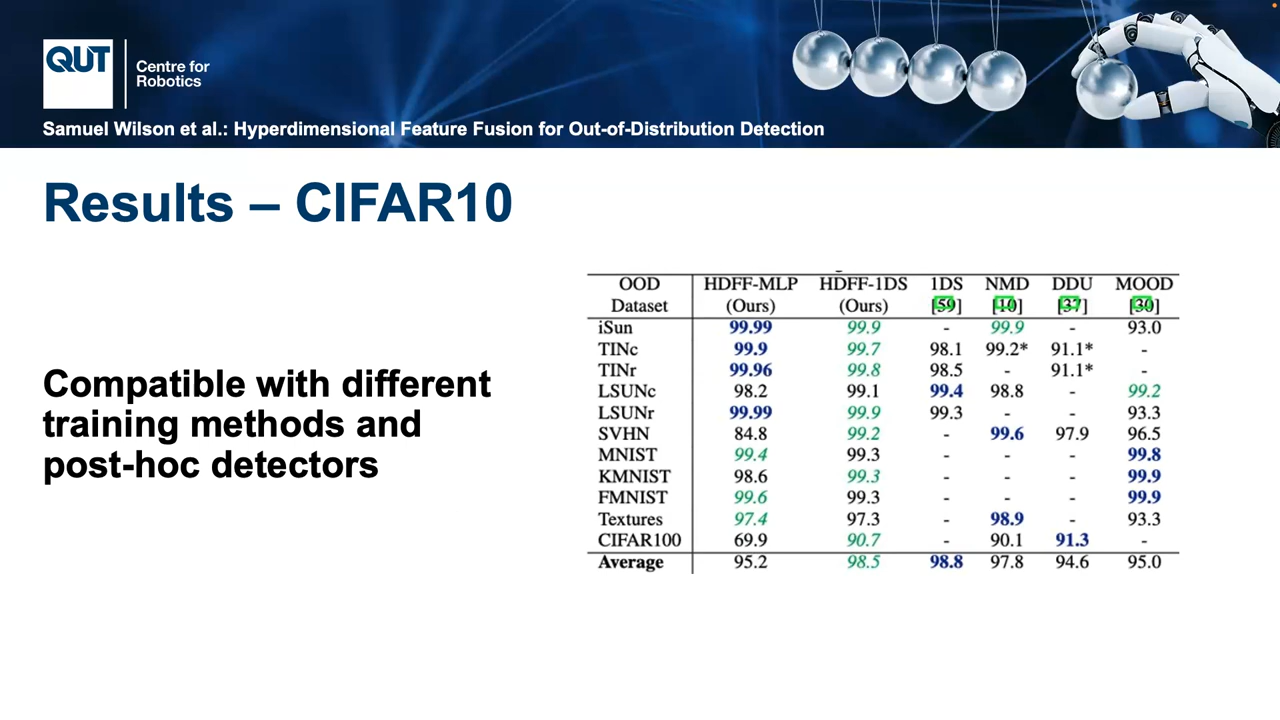 QUT
Centre for
Robotics
Samuel Wilson et al.: Hyperdimensional Feature Fusion for Out-of-Distribution Detection
Results – CIFAR10
Compatible with different
training methods and
post-hoc detectors
OOD HDFF-MLP HDFF-1DS 1DS NMD DDU MOOD
Dataset (Ours) (Ours) [59] [10] [37] [30]
iSun 99.99 99.9 - 99.9 - 93.0
TINc 99.9 99.7 98.1 99.2* 91.1* -
TINr 99.96 99.8 98.5 - 91.1* -
LSUNc 98.2 99.1 99.4 98.8 - 99.2
LSUNr 99.99 99.9 99.3 - - 93.3
SVHN 84.8 99.2 - 99.6 97.9 96.5
MNIST 99.4 99.3 - - - 99.8
KMNIST 98.6 99.3 - - - 99.9
FMNIST 99.6 99.3 - - - 99.9
Textures 97.4 97.3 - 98.9 - 93.3
CIFAR100 69.9 90.7 - 90.1 91.3 -
Average 95.2 98.5 98.8 97.8 94.6 95.0